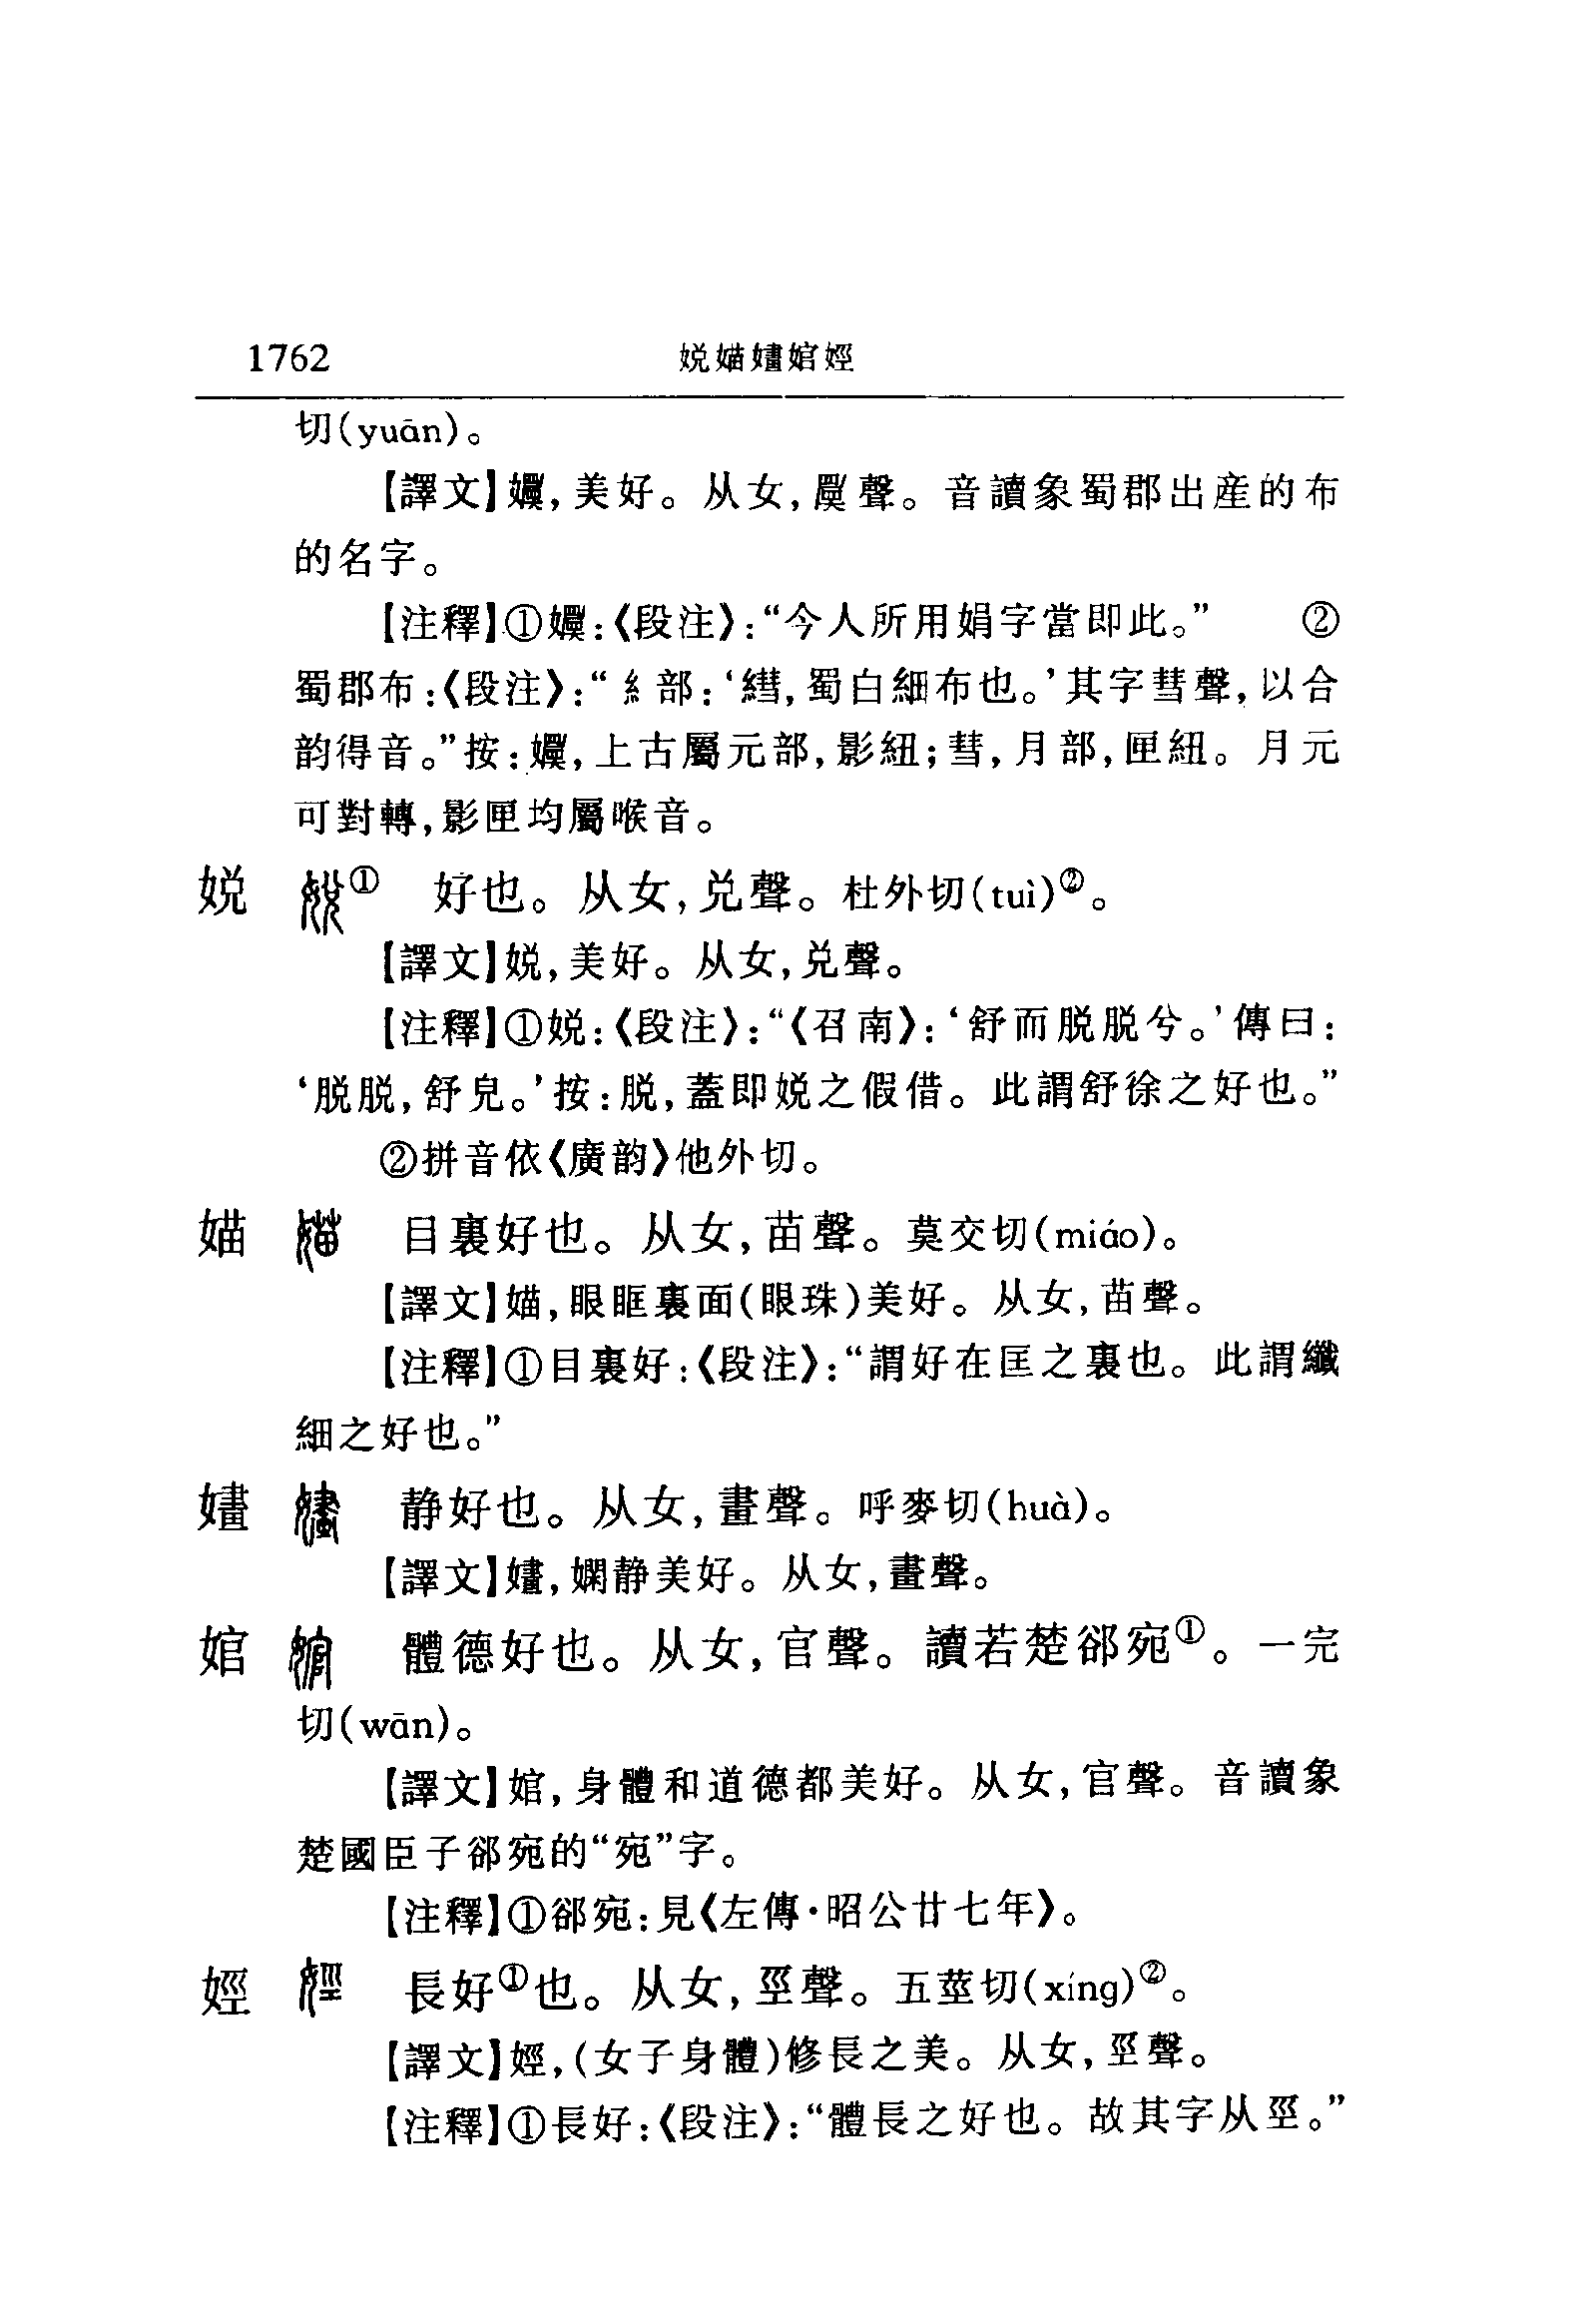 1762 娧媌嫿婠娙
切(yuān)。
【譯文】嬽,美好。从女,𥌭聲。音讀象蜀郡出産的布
的名字。
【注釋】①嬽:《段注》:“今人所用娟字當即此。” ②
蜀郡布:《段注》:“糹部:‘䌅,蜀白細布也。’其字彗聲,以合
韵得音。”按:嬽,上古屬元部,影紐;彗,月部,匣紐。月元
可對轉,影匣均屬喉音。
娧 ① 好也。从女,兑聲。杜外切(tuì)②。
【譯文】娧,美好。从女,兑聲。
【注釋】①娧:《段注》:“《召南》:‘舒而脱脱兮。’傳曰:
‘脱脱,舒皃。’按:脱,蓋即娧之假借。此謂舒徐之好也。”
②拼音依《廣韵》他外切。
媌 目裏好也。从女,苗聲。莫交切(miáo)。
【譯文】媌,眼眶裏面(眼珠)美好。从女,苗聲。
【注釋】①目裏好:《段注》:“謂好在匡之裏也。此謂纖
細之好也。”
嫿 静好也。从女,畫聲。呼麥切(huà)。
【譯文】嫿,嫻静美好。从女,畫聲。
婠 體德好也。从女,官聲。讀若楚郤宛①。一完
切(wān)。
【譯文】婠,身體和道德都美好。从女,官聲。音讀象
楚國臣子郤宛的“宛”字。
【注釋】①郤宛:見《左傳·昭公廿七年》。
娙 長好①也。从女,巠聲。五莖切(xíng)②。
【譯文】娙,(女子身體)修長之美。从女,巠聲。
【注釋】①長好:《段注》:“體長之好也。故其字从巠。”